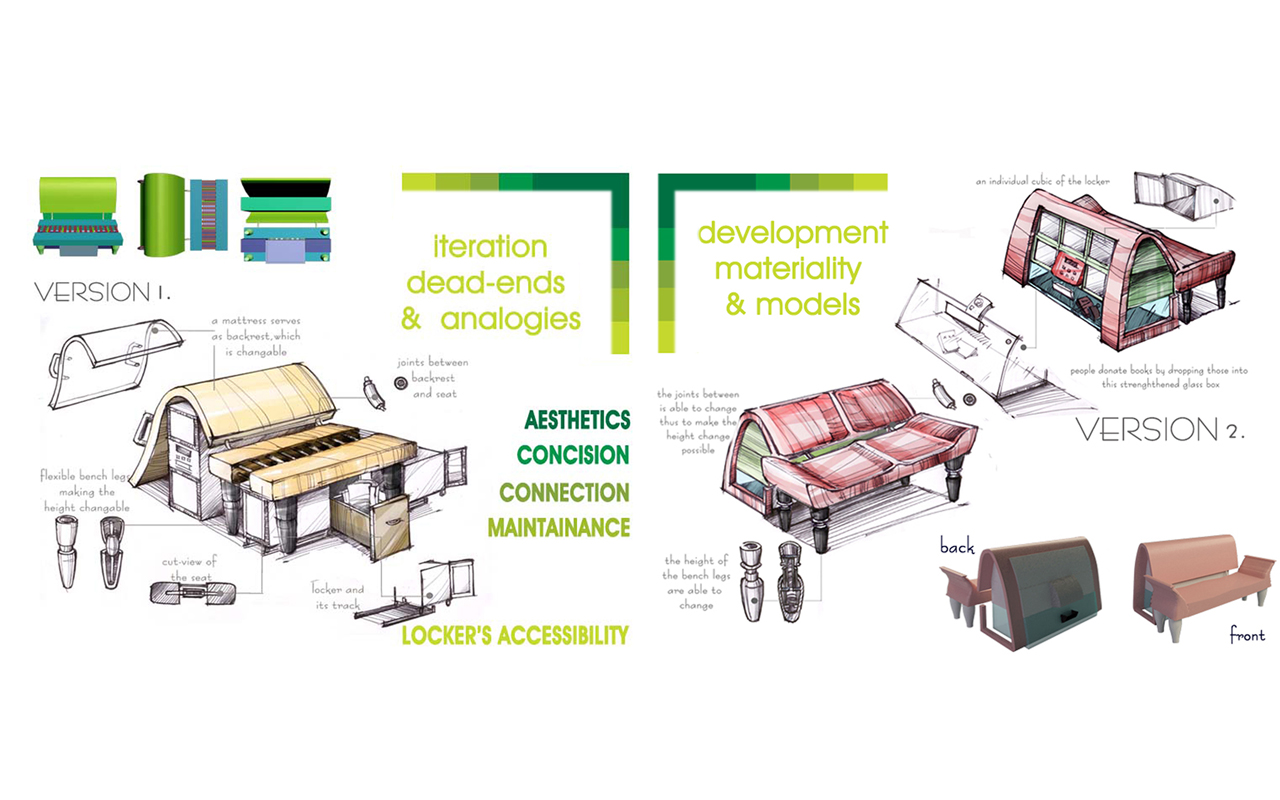 VERSION 1.
a mattress serves
as backrest,which
is changable
joints between
backrest
and seat
flexible bench legs
making the
height changable
cut-view of
the seat
locker and
its track
iteration
dead-ends
& analogies
AESTHETICS
CONCISION
CONNECTION
MAINTAINANCE
LOCKER'S ACCESSIBILITY
development
materiality
& models
an individual cubic of the locker
people donate books by dropping those into
this strenghthened glass box
VERSION 2.
the joints between
is able to change
thus to make the
height change
possible
the height of
the bench legs
are able to
change
back
front